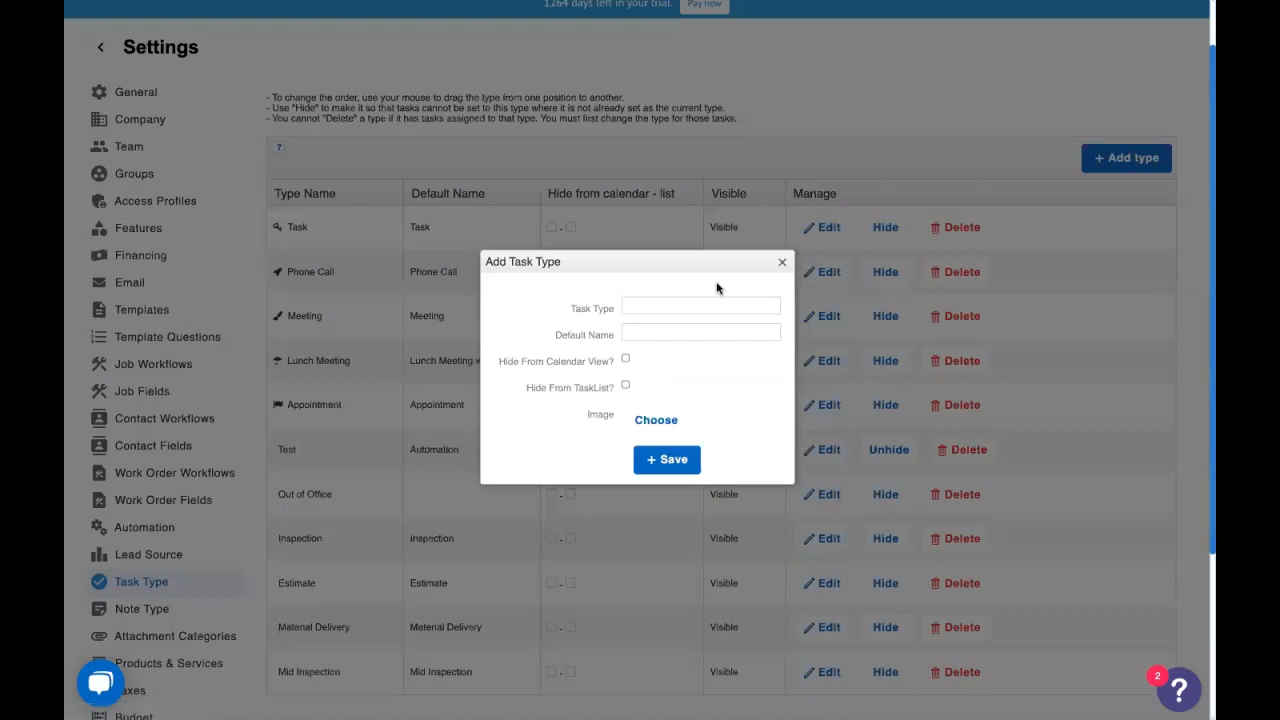 1264 days left in your trial. Pay now
Settings
General
Company
Team
Groups
Access Profiles
Features
Financing
Email
Templates
Template Questions
Job Workflows
Job Fields
Contact Workflows
Contact Fields
Work Order Workflows
Work Order Fields
Automation
Lead Source
Task Type
Note Type
Attachment Categories
Products & Services
Budget
- To change the order, use your mouse to drag the type from one position to another.
- Use "Hide" to make it so that tasks cannot be set to this type where it is not already set as the current type.
- You cannot "Delete" a type if it has tasks assigned to that type. You must first change the type for those tasks.
?
+ Add type
Type Name Default Name Hide from calendar - list Visible Manage
Task Task - Visible Edit Hide Delete
Phone Call Phone Call Edit Hide Delete
Meeting Meeting Edit Hide Delete
Lunch Meeting Lunch Meeting Edit Hide Delete
Appointment Appointment Edit Hide Delete
Test Automation Edit Unhide Delete
Out of Office - Visible Edit Hide Delete
Inspection Inspection - Visible Edit Hide Delete
Estimate Estimate - Visible Edit Hide Delete
Material Delivery Material Delivery - Visible Edit Hide Delete
Mid Inspection Mid Inspection - Visible Edit Hide Delete
Add Task Type
Task Type
Default Name
Hide From Calendar View?
Hide From TaskList?
Image Choose
+ Save
2
?